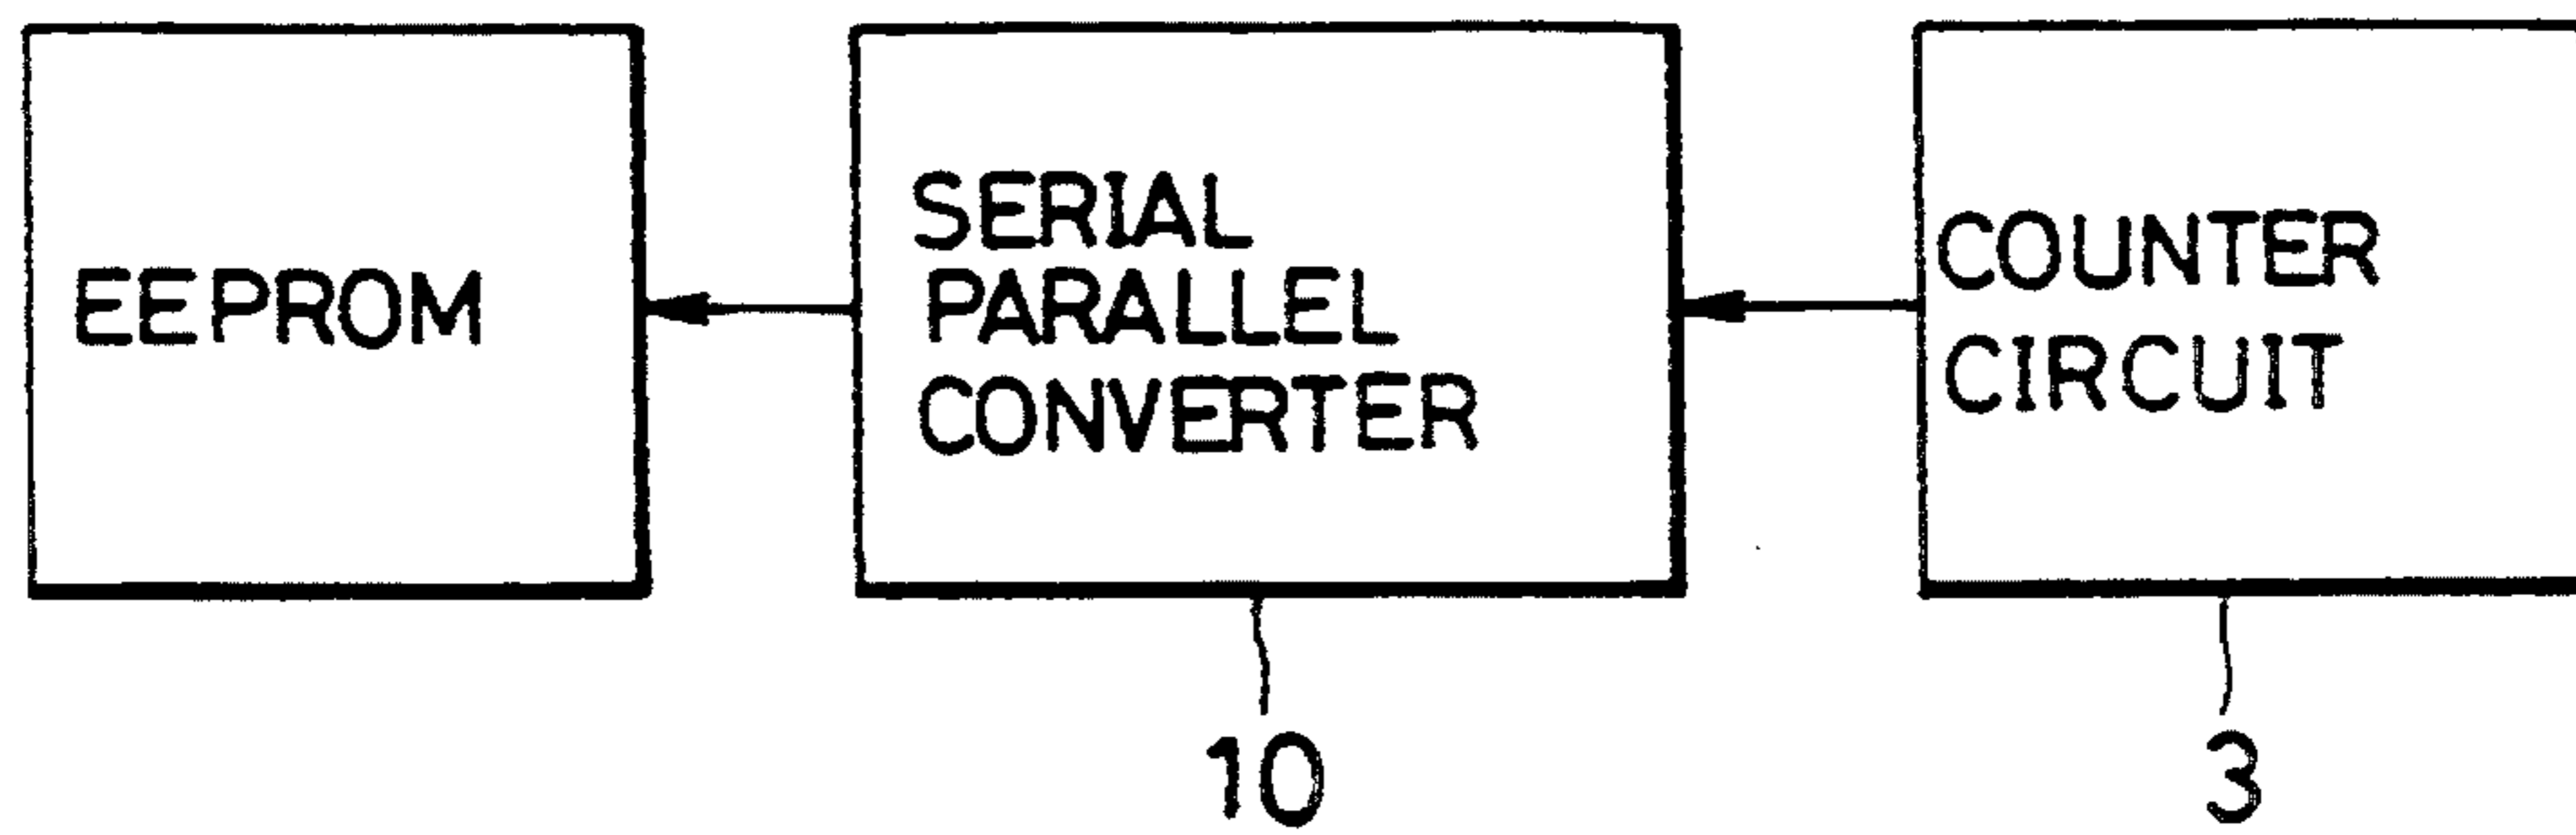 EEPROM
SERIAL
PARALLEL
CONVERTER
COUNTER
CIRCUIT
10
3